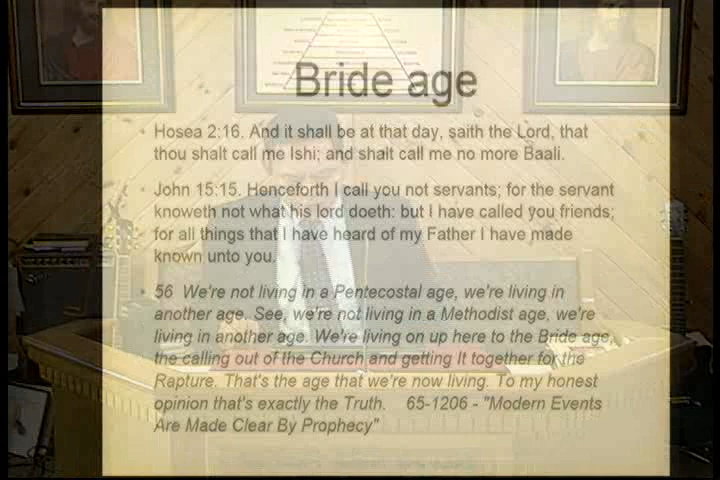 Bride age
• Hosea 2:16. And it shall be at that day, saith the Lord, that
thou shalt call me Ishi; and shalt call me no more Baali.
• John 15:15. Henceforth I call you not servants; for the servant
knoweth not what his lord doeth: but I have called you friends;
for all things that I have heard of my Father I have made
known unto you.
• 56 We're not living in a Pentecostal age, we're living in
another age. See, we're not living in a Methodist age, we're
living in another age. We're living on up here to the Bride age,
the calling out of the Church and getting It together for the
Rapture. That's the age that we're now living. To my honest
opinion that's exactly the Truth. 65-1206 - "Modern Events
Are Made Clear By Prophecy"